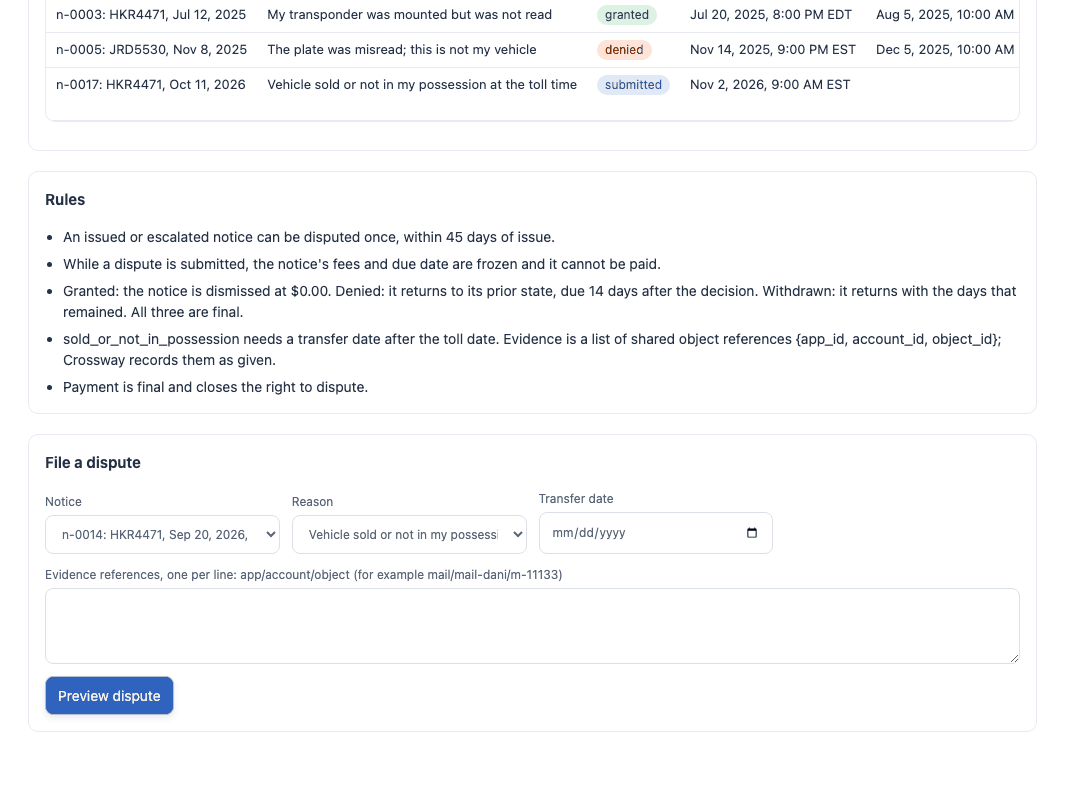 n-0003: HKR4471, Jul 12, 2025 My transponder was mounted but was not read granted Jul 20, 2025, 8:00 PM EDT Aug 5, 2025, 10:00 AM
n-0005: JRD5530, Nov 8, 2025 The plate was misread; this is not my vehicle denied Nov 14, 2025, 9:00 PM EST Dec 5, 2025, 10:00 AM
n-0017: HKR4471, Oct 11, 2026 Vehicle sold or not in my possession at the toll time submitted Nov 2, 2026, 9:00 AM EST
Rules
An issued or escalated notice can be disputed once, within 45 days of issue.
While a dispute is submitted, the notice's fees and due date are frozen and it cannot be paid.
Granted: the notice is dismissed at $0.00. Denied: it returns to its prior state, due 14 days after the decision. Withdrawn: it returns with the days that
remained. All three are final.
sold_or_not_in_possession needs a transfer date after the toll date. Evidence is a list of shared object references {app_id, account_id, object_id};
Crossway records them as given.
Payment is final and closes the right to dispute.
File a dispute
Notice Reason Transfer date
n-0014: HKR4471, Sep 20, 2026, Vehicle sold or not in my possessi mm/dd/yyyy
Evidence references, one per line: app/account/object (for example mail/mail-dani/m-11133)
Preview dispute